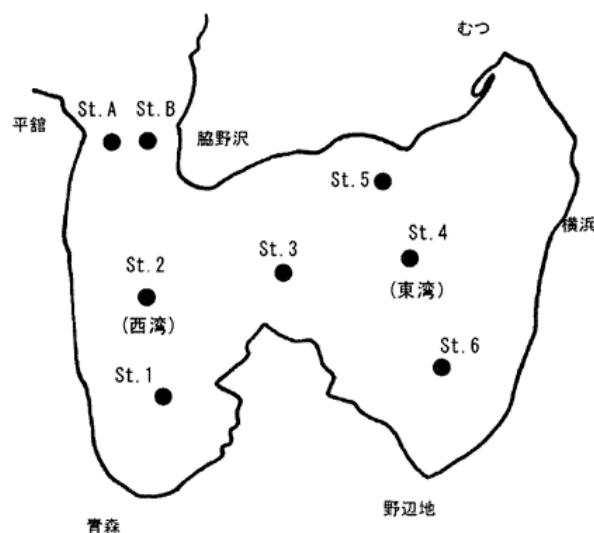 むつ
St.A
St.B
平舘
脇野沢
St.5
横浜
St.4
(東湾)
St.3
St.2
(西湾)
St.6
St.1
野辺地
青森